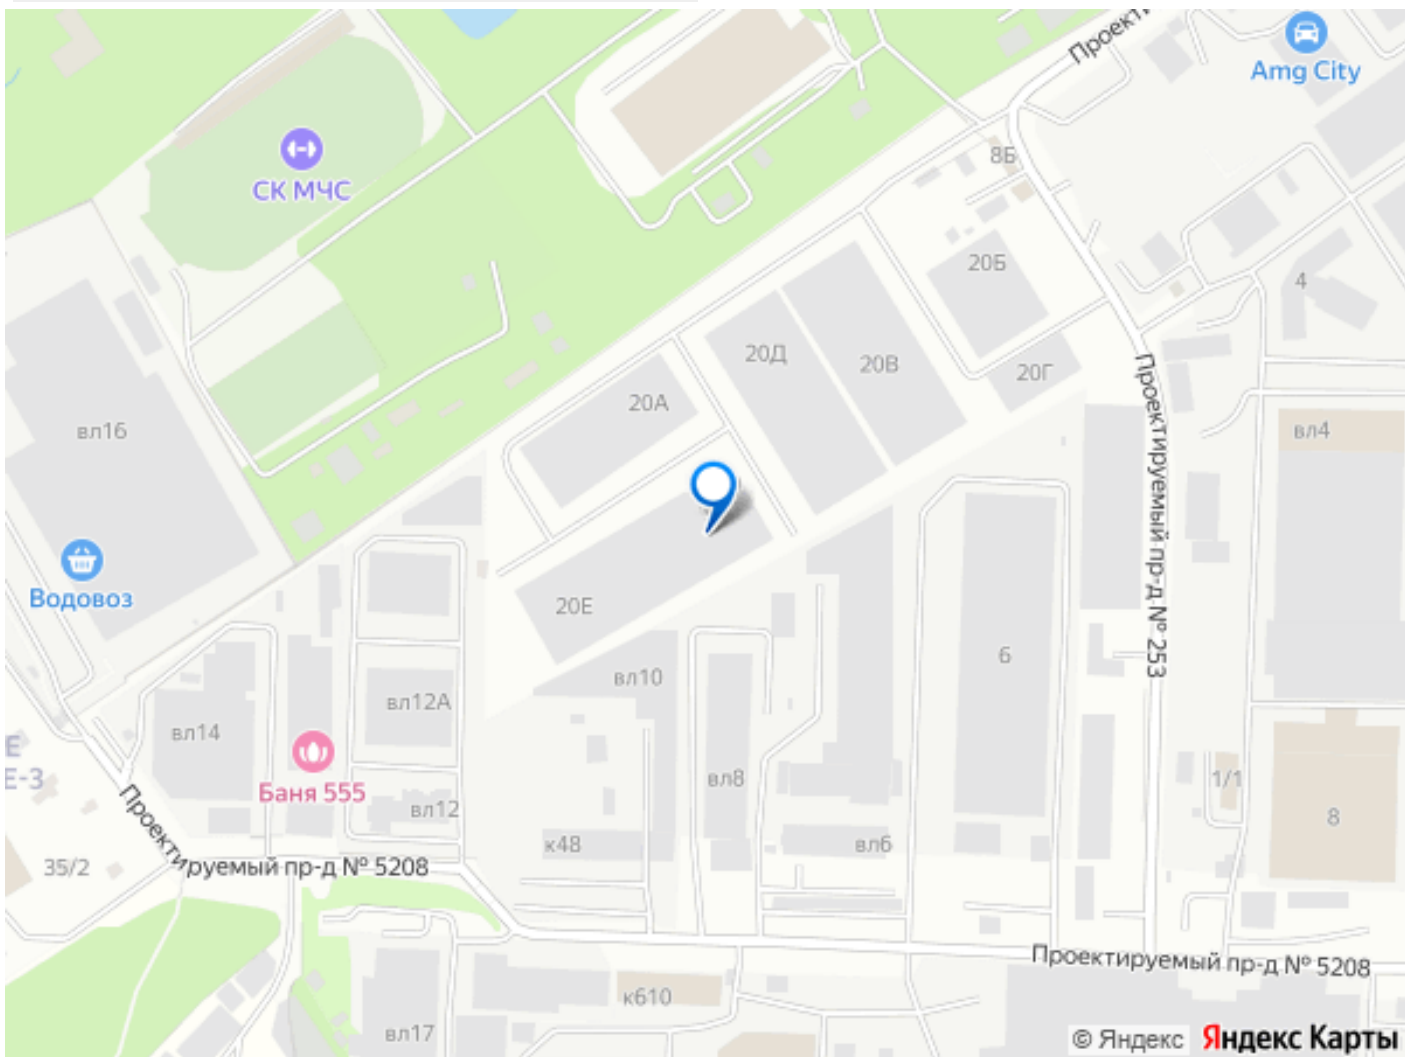 Проекти
Amg City
8Б
СК МЧС
20Б
4
20Д
20В
20Г
20А
вл16
вл4
Проектируемый пр-д № 253
Водовоз
20Е
6
вл10
вл12А
вл14
Е
Е-3
Баня 555
вл8
1/1
вл12
8
к48
вл6
Проектируемый пр-д № 5208
35/2
Проектируемый пр-д № 5208
к610
вл17
© Яндекс Яндекс Карты